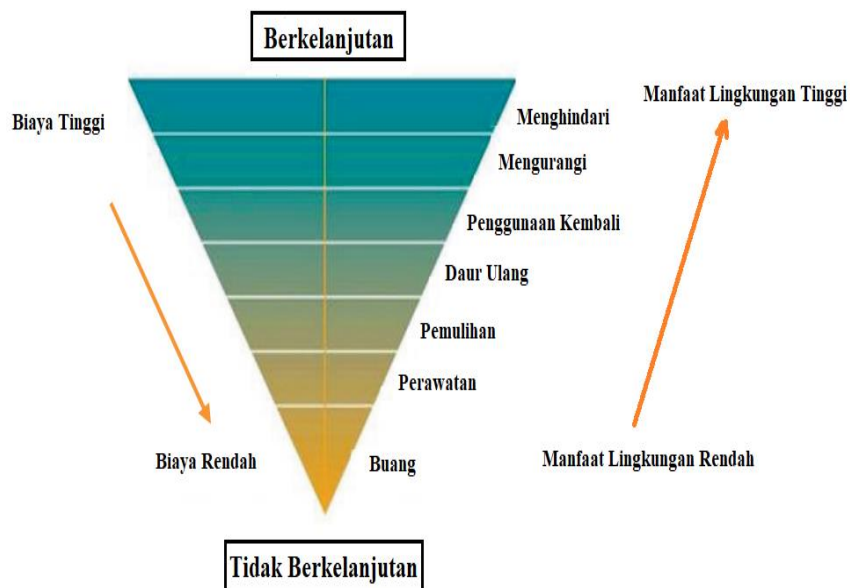 Berkelanjutan
Manfaat Lingkungan Tinggi
Biaya Tinggi
Menghindari
Mengurangi
Penggunaan Kembali
Daur Ulang
Pemulihan
Perawatan
Biaya Rendah
Buang
Manfaat Lingkungan Rendah
Tidak Berkelanjutan